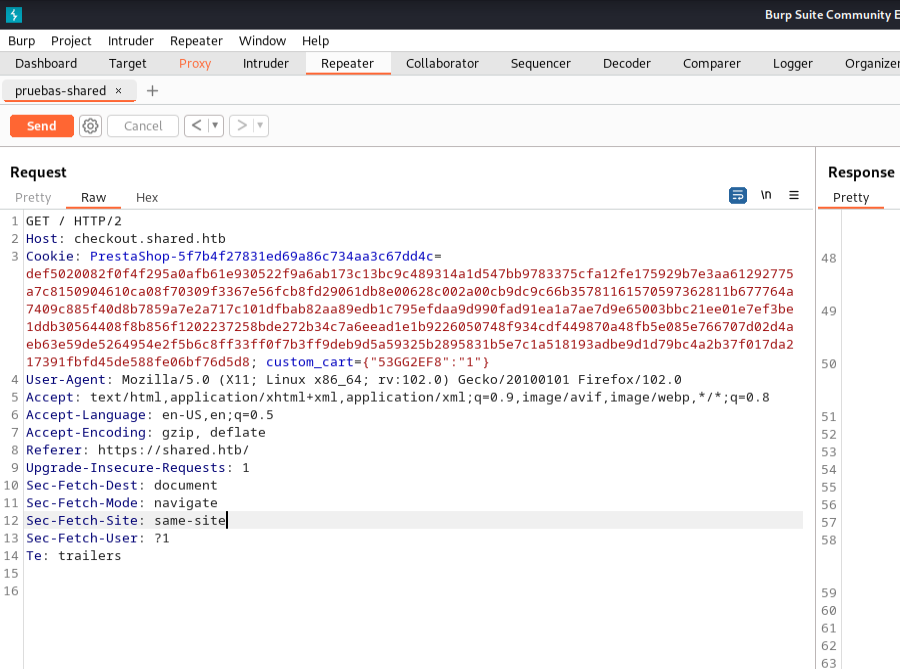 Burp Suite Community E
Burp Project Intruder Repeater Window Help
Dashboard Target Proxy Intruder Repeater Collaborator Sequencer Decoder Comparer Logger Organizer
pruebas-shared × +
Send Cancel < ▼ > ▼
Request
Response
Pretty Raw Hex \n ☰
Pretty
1 GET / HTTP/2
2 Host: checkout.shared.htb
3 Cookie: PrestaShop-5f7b4f27831ed69a86c734aa3c67dd4c=
def5020082f0f4f295a0afb61e930522f9a6ab173c13bc9c489314a1d547bb9783375cfa12fe175929b7e3aa61292775
a7c8150904610ca08f70309f3367e56fcb8fd29061db8e00628c002a00cb9dc9c66b35781161570597362811b677764a
7409c885f40d8b7859a7e2a717c101dfbab82aa89edb1c795efdaa9d990fad91ea1a7ae7d9e65003bbc21ee01e7ef3be
1ddb30564408f8b856f1202237258bde272b34c7a6eead1e1b9226050748f934cdf449870a48fb5e085e766707d02d4a
eb63e59de5264954e2f5b6c8ff33ff0f7b3ff9deb9d5a59325b2895831b5e7c1a518193adbe9d1d79bc4a2b37f017da2
17391fbfd45de588fe06bf76d5d8; custom_cart={"53GG2EF8":"1"}
4 User-Agent: Mozilla/5.0 (X11; Linux x86_64; rv:102.0) Gecko/20100101 Firefox/102.0
5 Accept: text/html,application/xhtml+xml,application/xml;q=0.9,image/avif,image/webp,*/*;q=0.8
6 Accept-Language: en-US,en;q=0.5
7 Accept-Encoding: gzip, deflate
8 Referer: https://shared.htb/
9 Upgrade-Insecure-Requests: 1
10 Sec-Fetch-Dest: document
11 Sec-Fetch-Mode: navigate
12 Sec-Fetch-Site: same-site
13 Sec-Fetch-User: ?1
14 Te: trailers
15
16
48
49
50
51
52
53
54
55
56
57
58
59
60
61
62
63